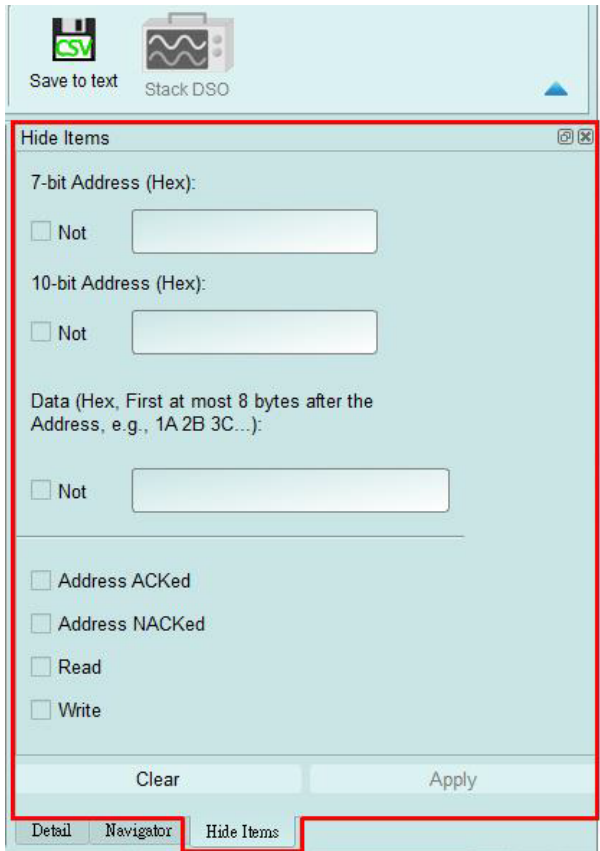 CSV
Save to text
Stack DSO
Hide Items
7-bit Address (Hex):
Not
10-bit Address (Hex):
Not
Data (Hex, First at most 8 bytes after the
Address, e.g., 1A 2B 3C...):
Not
Address ACKed
Address NACKed
Read
Write
Clear Apply
Detail Navigator Hide Items